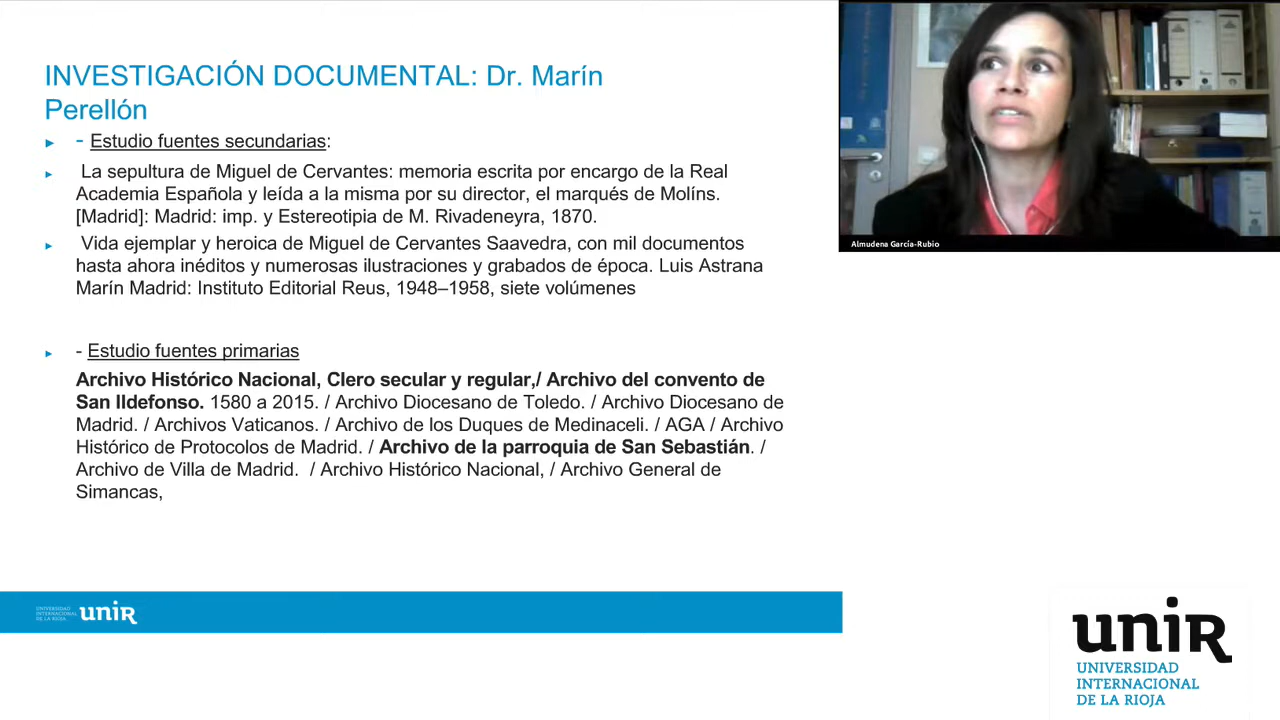 INVESTIGACIÓN DOCUMENTAL: Dr. Marín
Perellón
- Estudio fuentes secundarias:
La sepultura de Miguel de Cervantes: memoria escrita por encargo de la Real
Academia Española y leída a la misma por su director, el marqués de Molíns.
[Madrid]: Madrid: imp. y Estereotipia de M. Rivadeneyra, 1870.
Vida ejemplar y heroica de Miguel de Cervantes Saavedra, con mil documentos
hasta ahora inéditos y numerosas ilustraciones y grabados de época. Luis Astrana
Marín Madrid: Instituto Editorial Reus, 1948–1958, siete volúmenes
- Estudio fuentes primarias
Archivo Histórico Nacional, Clero secular y regular,/ Archivo del convento de
San Ildefonso. 1580 a 2015. / Archivo Diocesano de Toledo. / Archivo Diocesano de
Madrid. / Archivos Vaticanos. / Archivo de los Duques de Medinaceli. / AGA / Archivo
Histórico de Protocolos de Madrid. / Archivo de la parroquia de San Sebastián. /
Archivo de Villa de Madrid.  / Archivo Histórico Nacional, / Archivo General de
Simancas,
Almudena García-Rubio
UNIVERSIDAD
INTERNACIONAL
DE LA RIOJA
unir
unir
UNIVERSIDAD
INTERNACIONAL
DE LA RIOJA